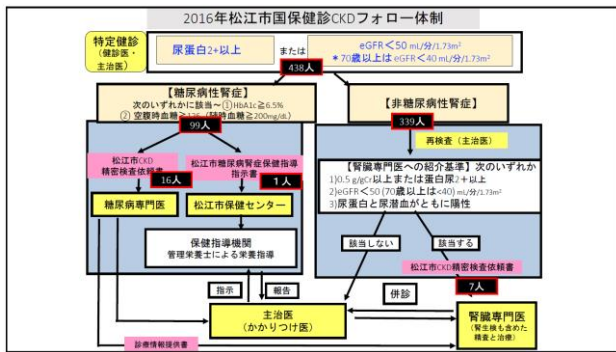 2016年松江市国保健診CKDフォロー体制
特定健診
(健診医・
主治医)
尿蛋白2+以上
または
eGFR<50 mL/分/1.73m²
*70歳以上は eGFR<40 mL/分/1.73m²
438人
【糖尿病性腎症】
次のいずれかに該当~①HbA1c≧6.5%
② 空腹時血糖≧126 (随時血糖≧200mg/dL)
99人
【非糖尿病性腎症】
339人
再検査(主治医)
松江市CKD
精密検査依頼書
16人
松江市糖尿病腎症保健指導
指示書
1人
糖尿病専門医
松江市保健センター
保健指導機関
管理栄養士による栄養指導
【腎臓専門医への紹介基準】次のいずれか
1)0.5 g/gCr以上または蛋白尿2+以上
2)eGFR<50 (70歳以上は<40) mL/分/1.73m²
3)尿蛋白と尿潜血がともに陽性
該当しない
該当する
松江市CKD精密検査依頼書
7人
指示
報告
併診
主治医
(かかりつけ医)
腎臓専門医
(腎生検も含めた
精査と治療)
診療情報提供書